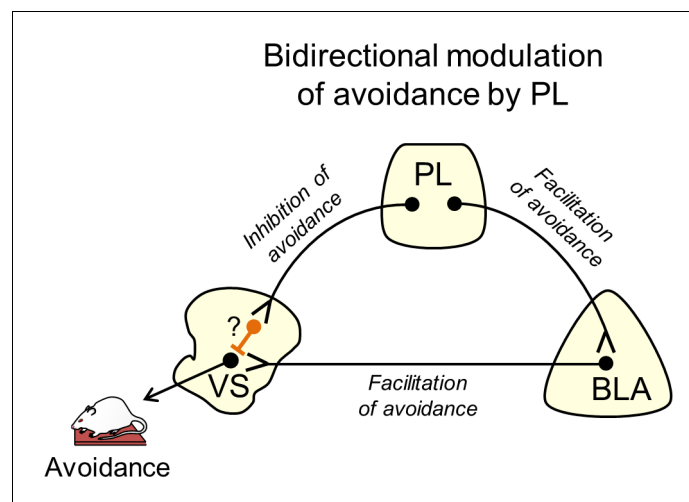 Bidirectional modulation
of avoidance by PL
PL
Inhibition of
avoidance
Facilitation
of avoidance
?
VS
BLA
Facilitation
of avoidance
Avoidance